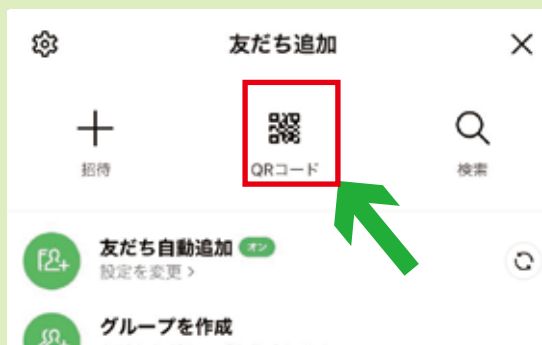 友だち追加
招待
QRコード
検索
友だち自動追加 オン
設定を変更 >
グループを作成